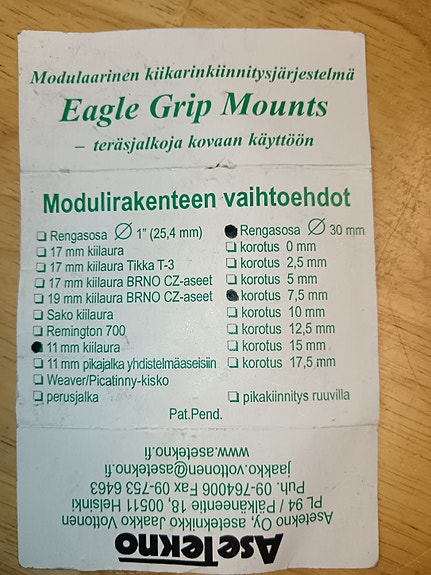 Modulaarinen kiikarinkiinnitysjärjestelmä
Eagle Grip Mounts
– teräsjalkoja kovaan käyttöön
Modulirakenteen vaihtoehdot
Rengasosa ∅ 1" (25,4 mm)
17 mm kiilaura
17 mm kiilaura Tikka T-3
17 mm kiilaura BRNO CZ-aseet
19 mm kiilaura BRNO CZ-aseet
Sako kiilaura
Remington 700
11 mm kiilaura
11 mm pikajalka yhdistelmäaseisiin
Weaver/Picatinny-kisko
perusjalka
Rengasosa ∅ 30 mm
korotus 0 mm
korotus 2,5 mm
korotus 5 mm
korotus 7,5 mm
korotus 10 mm
korotus 12,5 mm
korotus 15 mm
korotus 17,5 mm
pikakiinnitys ruuvilla
Pat.Pend.
AseTekno
Asetekno Oy, aseteknikko Jaakko Vottonen
PL 94 / Pälkäneentie 18, 00511 Helsinki
Puh. 09-764006 Fax 09-753 6463
jaakko.vottonen@asetekno.fi
www.asetekno.fi